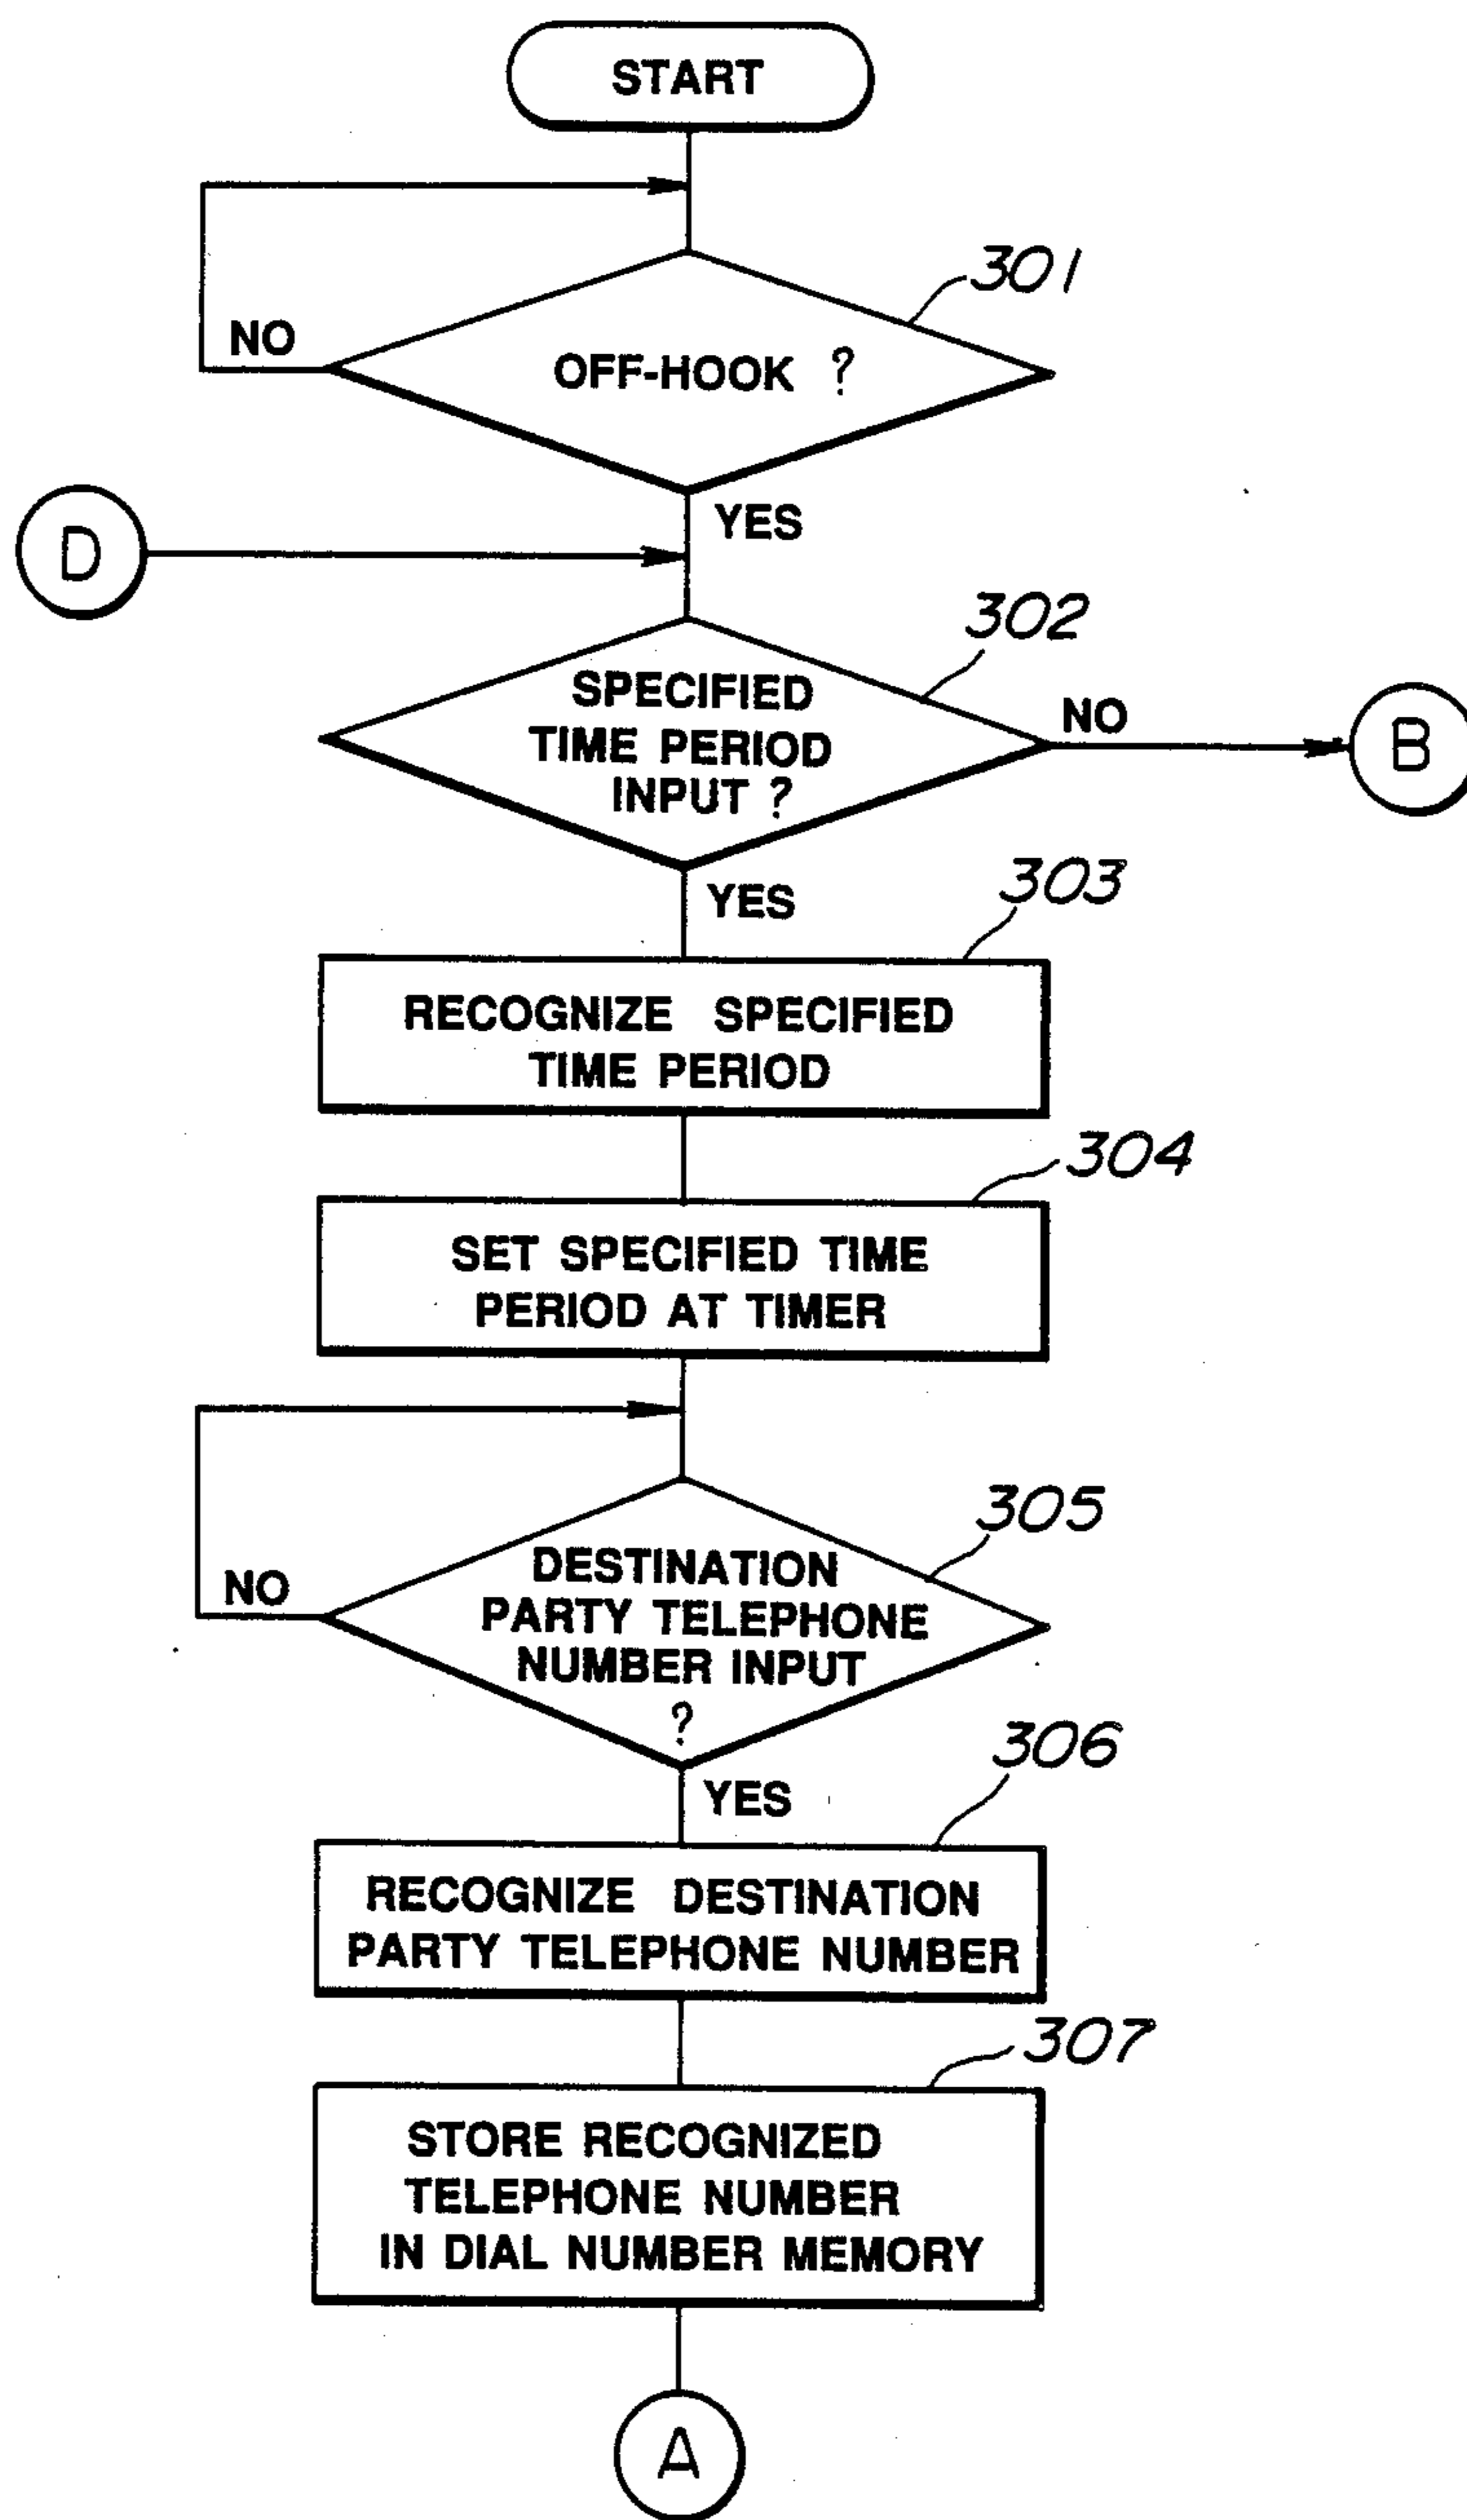 START
301
NO
OFF-HOOK ?
YES
D
302
SPECIFIED
TIME PERIOD
INPUT ?
NO
B
YES
303
RECOGNIZE SPECIFIED
TIME PERIOD
304
SET SPECIFIED TIME
PERIOD AT TIMER
305
NO
DESTINATION
PARTY TELEPHONE
NUMBER INPUT
?
YES
306
RECOGNIZE DESTINATION
PARTY TELEPHONE NUMBER
307
STORE RECOGNIZED
TELEPHONE NUMBER
IN DIAL NUMBER MEMORY
A